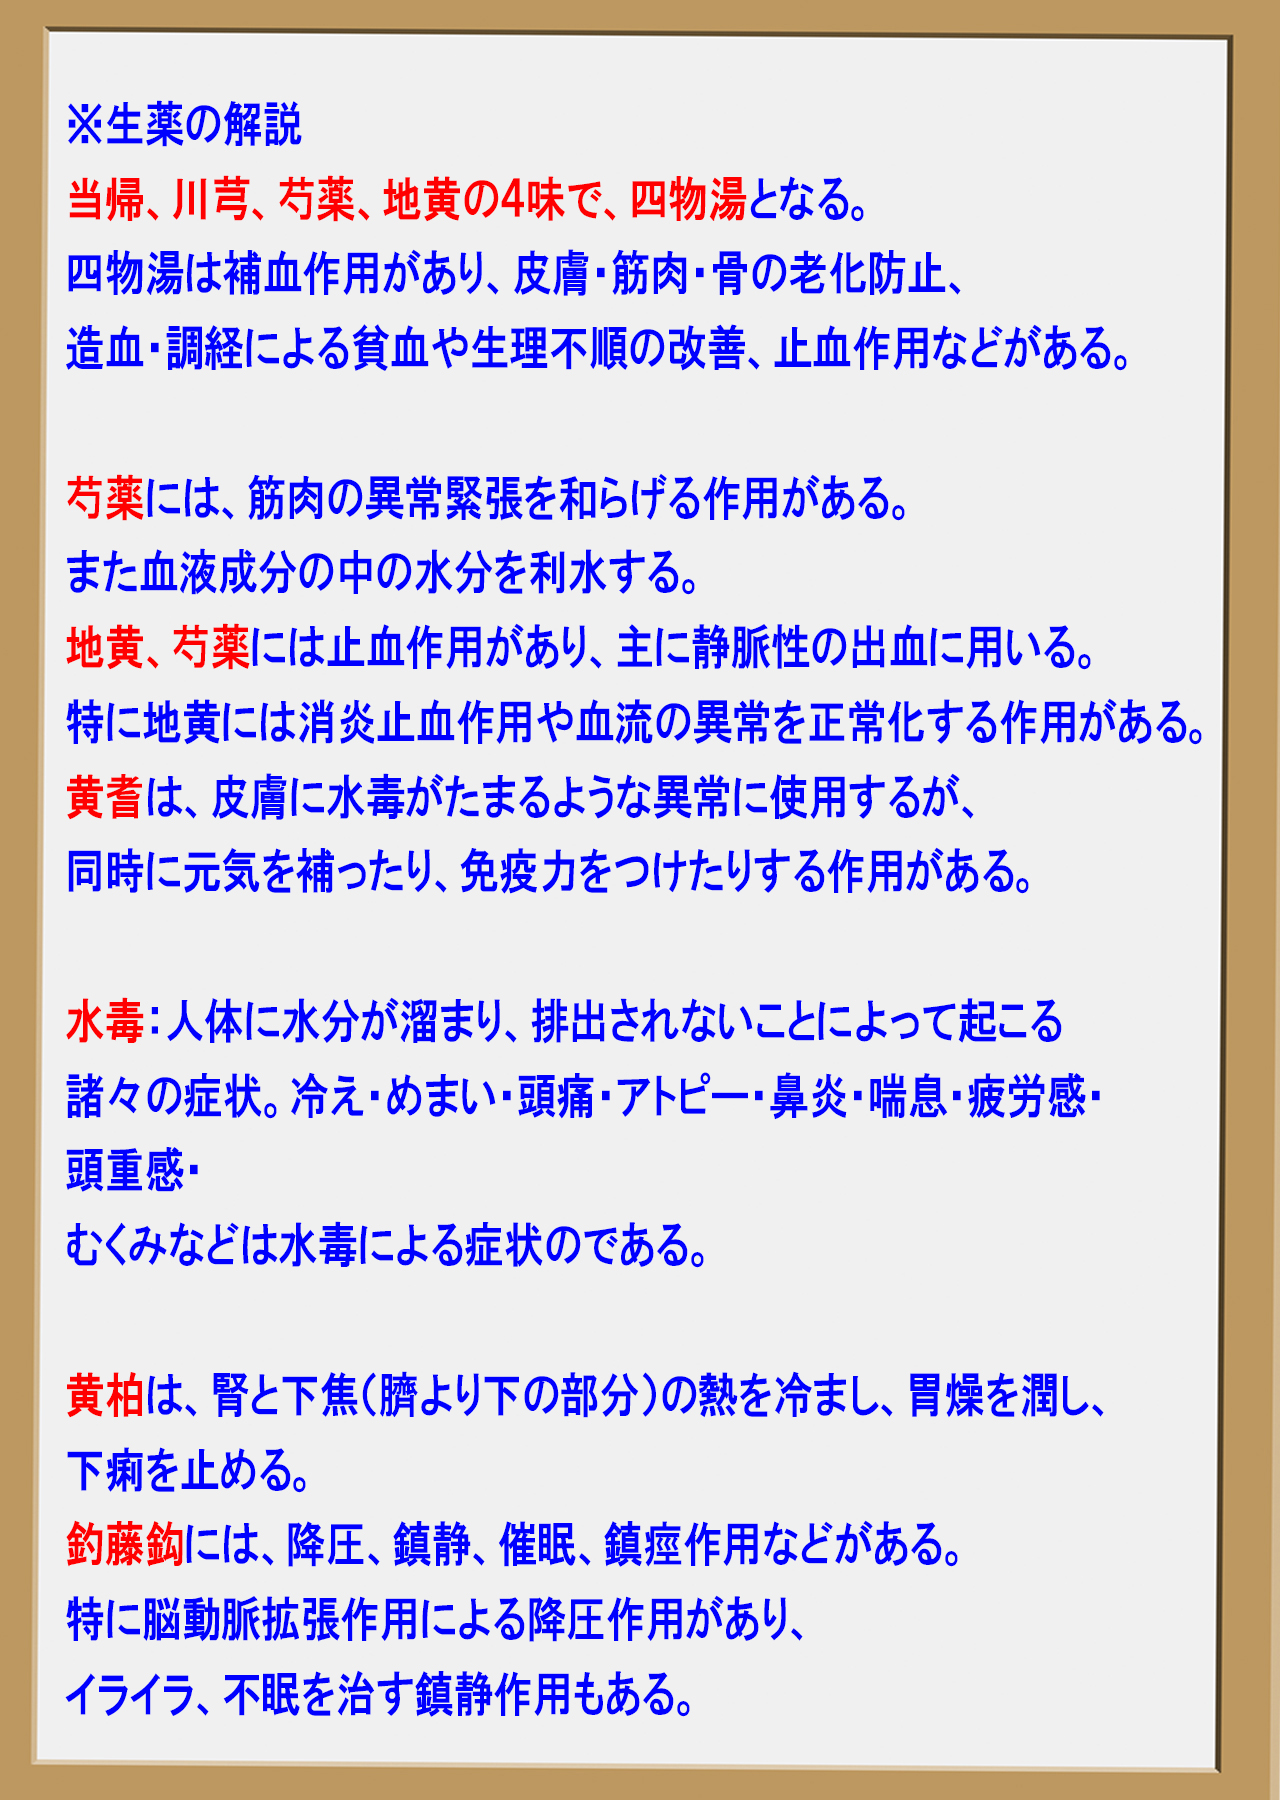 ※生薬の解説
当帰、川芎、芍薬、地黄の4味で、四物湯となる。
四物湯は補血作用があり、皮膚・筋肉・骨の老化防止、
造血・調経による貧血や生理不順の改善、止血作用などがある。
芍薬には、筋肉の異常緊張を和らげる作用がある。
また血液成分の中の水分を利水する。
地黄、芍薬には止血作用があり、主に静脈性の出血に用いる。
特に地黄には消炎止血作用や血流の異常を正常化する作用がある。
黄耆は、皮膚に水毒がたまるような異常に使用するが、
同時に元気を補ったり、免疫力をつけたりする作用がある。
水毒：人体に水分が溜まり、排出されないことによって起こる
諸々の症状。冷え・めまい・頭痛・アトピー・鼻炎・喘息・疲労感・
頭重感・
むくみなどは水毒による症状のである。
黄柏は、腎と下焦（臍より下の部分）の熱を冷まし、胃燥を潤し、
下痢を止める。
釣藤鈎には、降圧、鎮静、催眠、鎮痙作用などがある。
特に脳動脈拡張作用による降圧作用があり、
イライラ、不眠を治す鎮静作用もある。